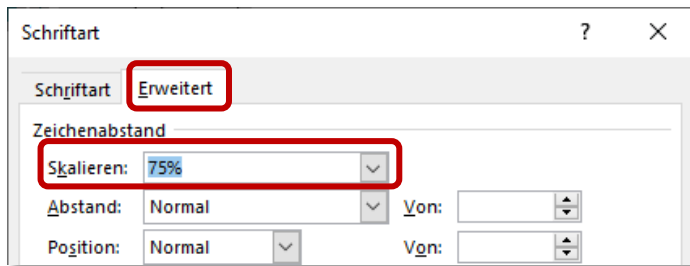 Schriftart ?
Schriftart Erweitert
Zeichenabstand
Skalieren: 75%
Abstand: Normal Von:
Position: Normal Von: